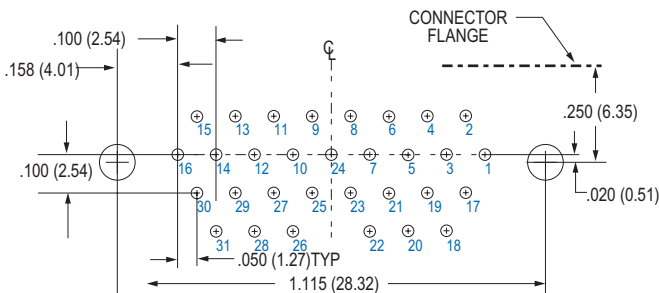 CONNECTOR
FLANGE
.100 (2.54)
℄
.158 (4.01)
.250 (6.35)
15 13 11 9 8 6 4 2
16 14 12 10 24 7 5 3 1
.100 (2.54)
.020 (0.51)
30 29 27 25 23 21 19 17
31 28 26 22 20 18
.050 (1.27)TYP
1.115 (28.32)